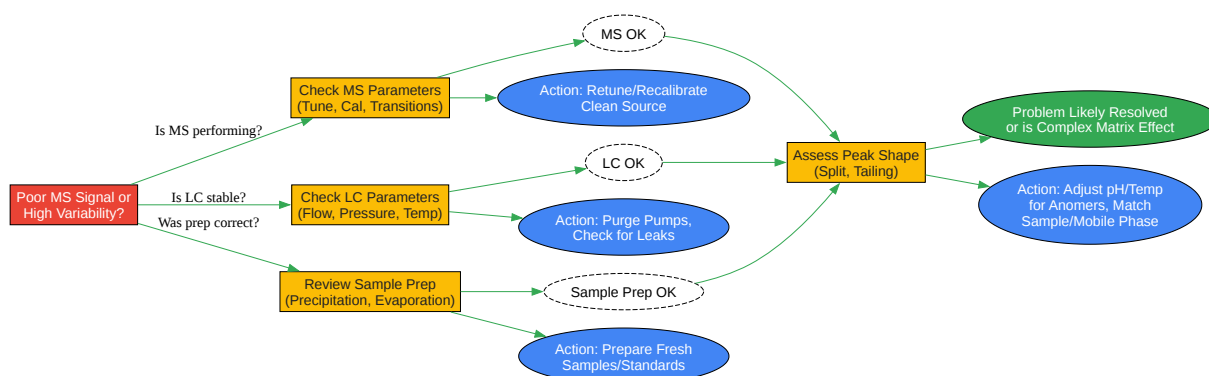 MS OK
Check MS Parameters
(Tune, Cal, Transitions)
Action: Retune/Recalibrate
Clean Source
Problem Likely Resolved
or is Complex Matrix Effect
Is MS performing?
LC OK
Assess Peak Shape
(Split, Tailing)
Poor MS Signal or
High Variability?
Is LC stable?
Check LC Parameters
(Flow, Pressure, Temp)
Action: Adjust pH/Temp
for Anomers, Match
Sample/Mobile Phase
Was prep correct?
Action: Purge Pumps,
Check for Leaks
Review Sample Prep
(Precipitation, Evaporation)
Sample Prep OK
Action: Prepare Fresh
Samples/Standards